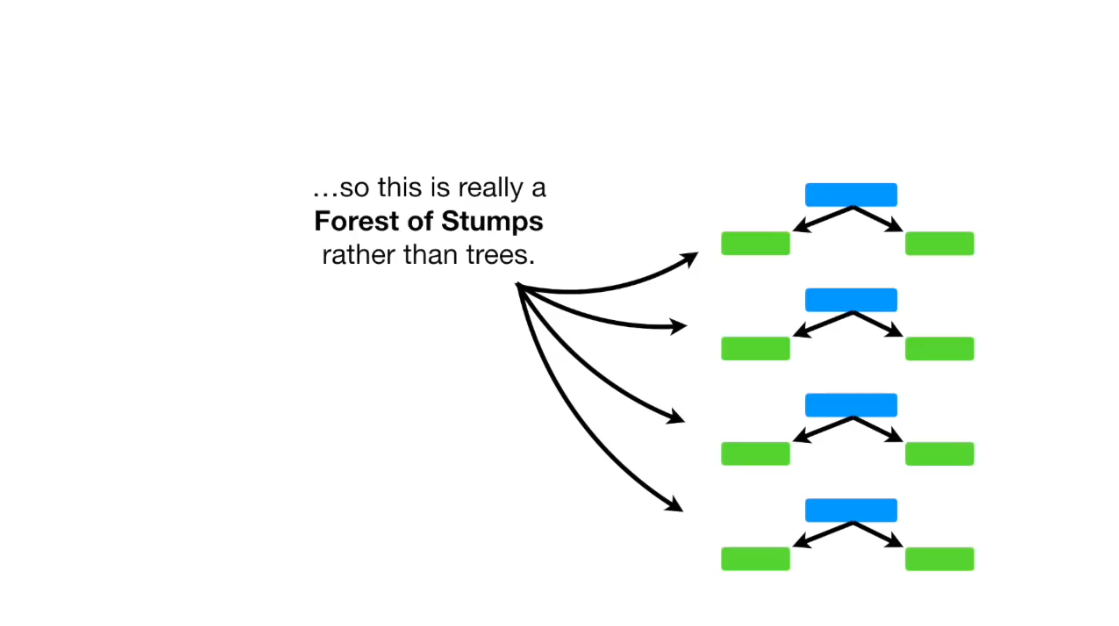 …so this is really a
Forest of Stumps
rather than trees.